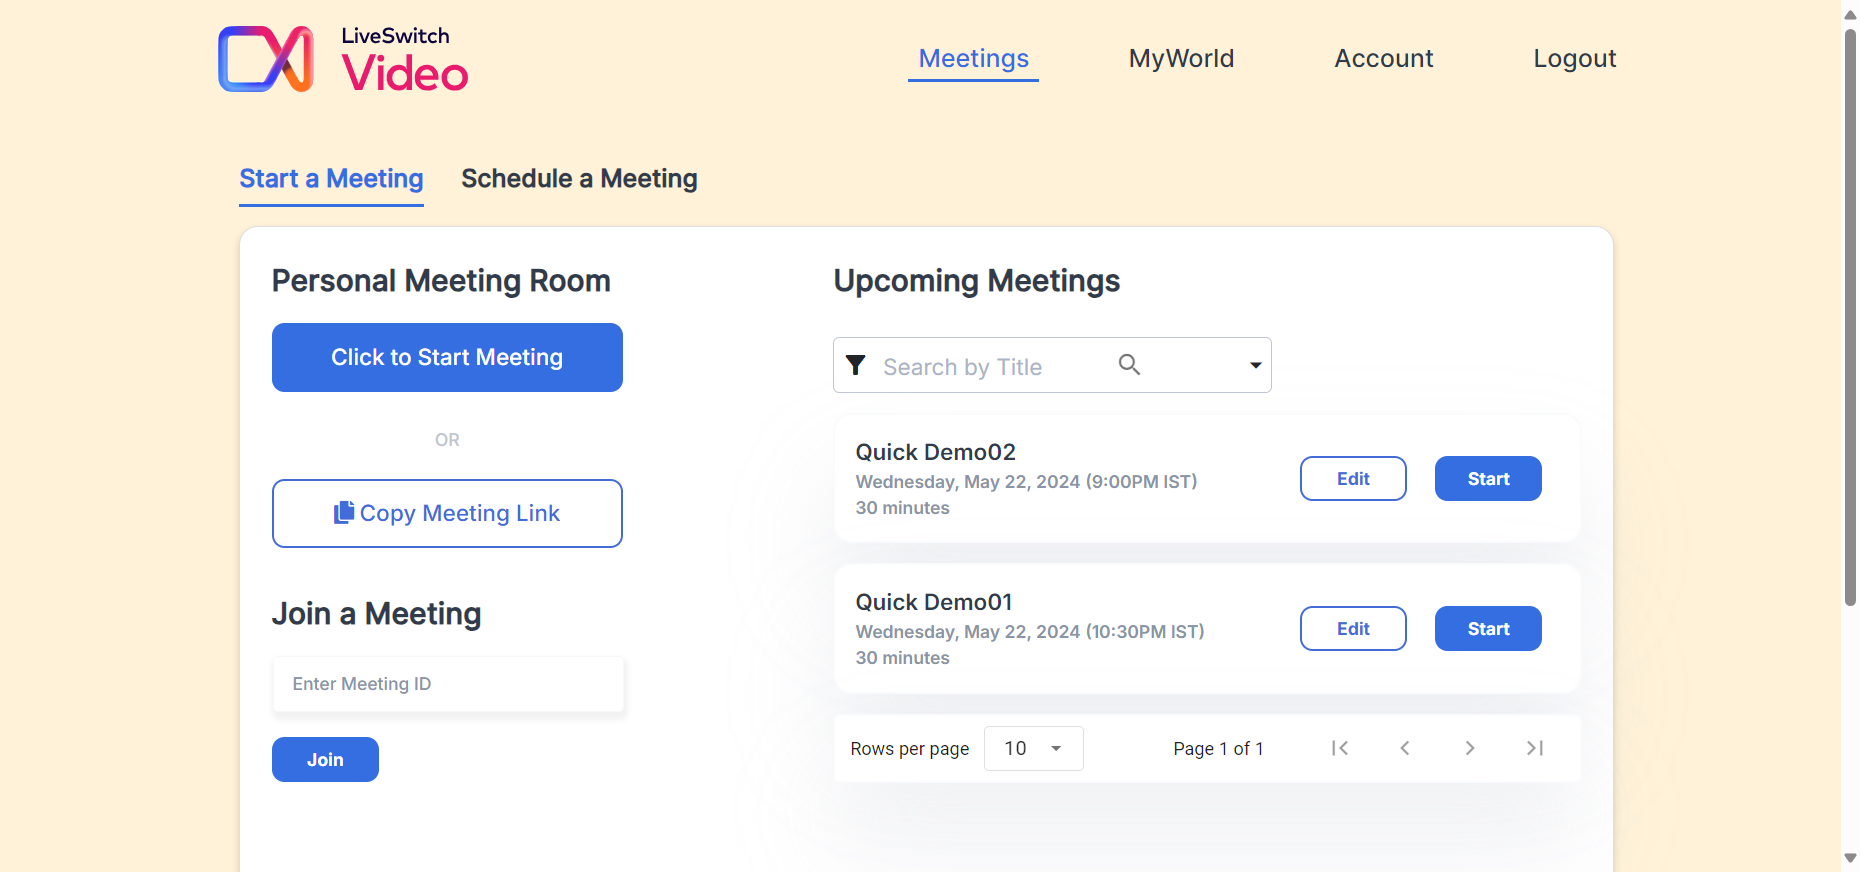 LiveSwitch
Video
Meetings
MyWorld
Account
Logout
Start a Meeting
Schedule a Meeting
Personal Meeting Room
Click to Start Meeting
OR
Copy Meeting Link
Join a Meeting
Enter Meeting ID
Join
Upcoming Meetings
Search by Title
Quick Demo02
Wednesday, May 22, 2024 (9:00PM IST)
30 minutes
Edit
Start
Quick Demo01
Wednesday, May 22, 2024 (10:30PM IST)
30 minutes
Edit
Start
Rows per page
10
Page 1 of 1